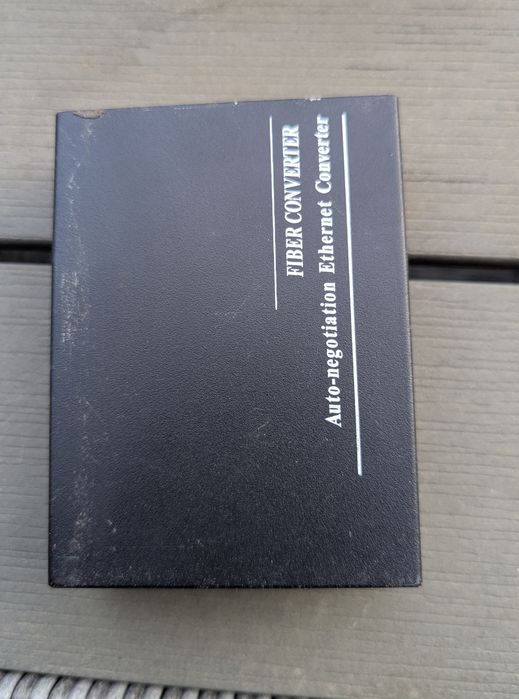 FIBER CONVERTER
Auto-negotiation Ethernet Converter